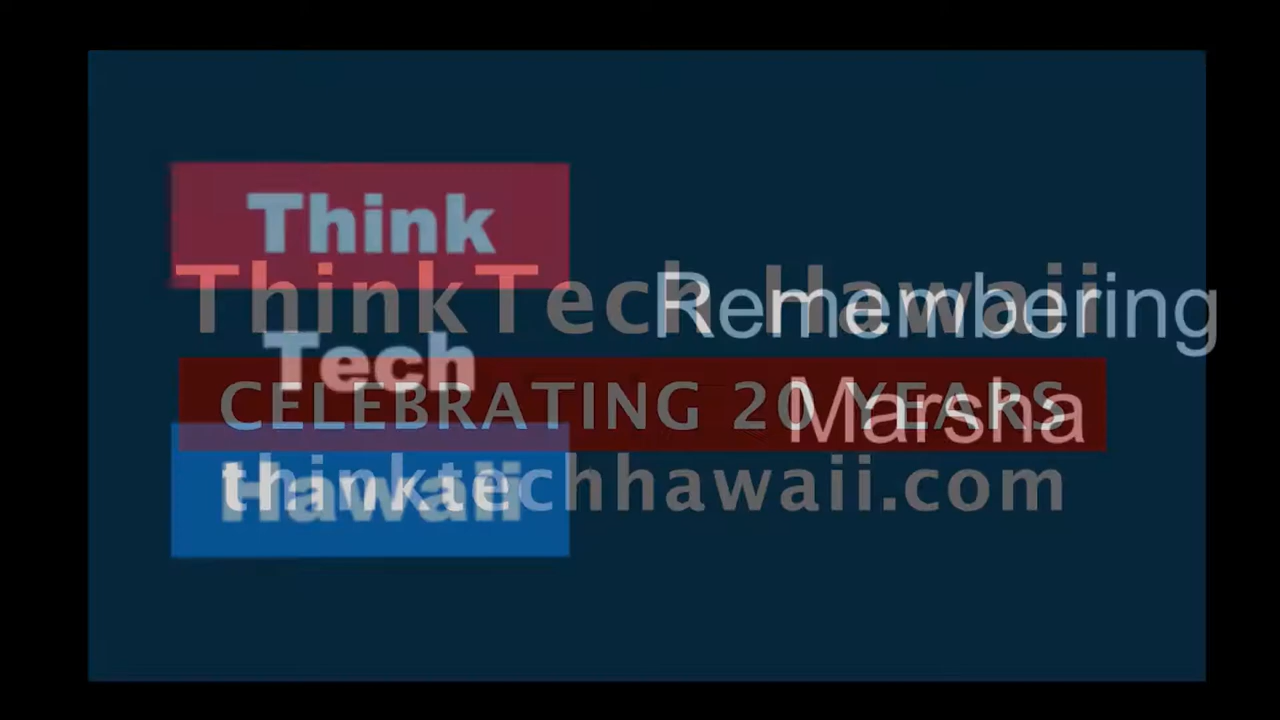 Think
Tech
Hawaii
ThinkTech Hawaii
CELEBRATING 20 YEARS
thinktechhawaii.com
Remembering
Marsha